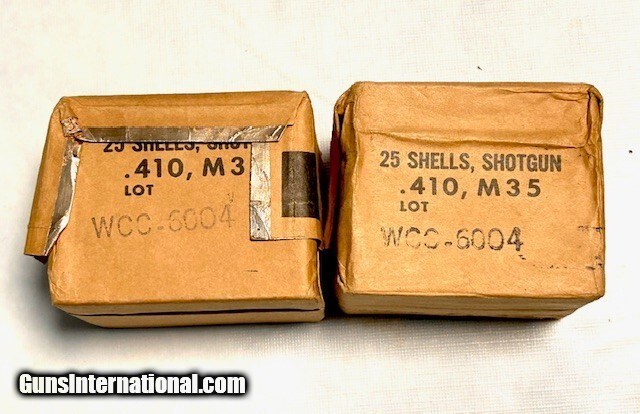 25 SHELLS, SHOT
.410, M3
LOT
WCC-6004
25 SHELLS, SHOTGUN
.410, M35
LOT
WCC-6004
GunsInternational.com